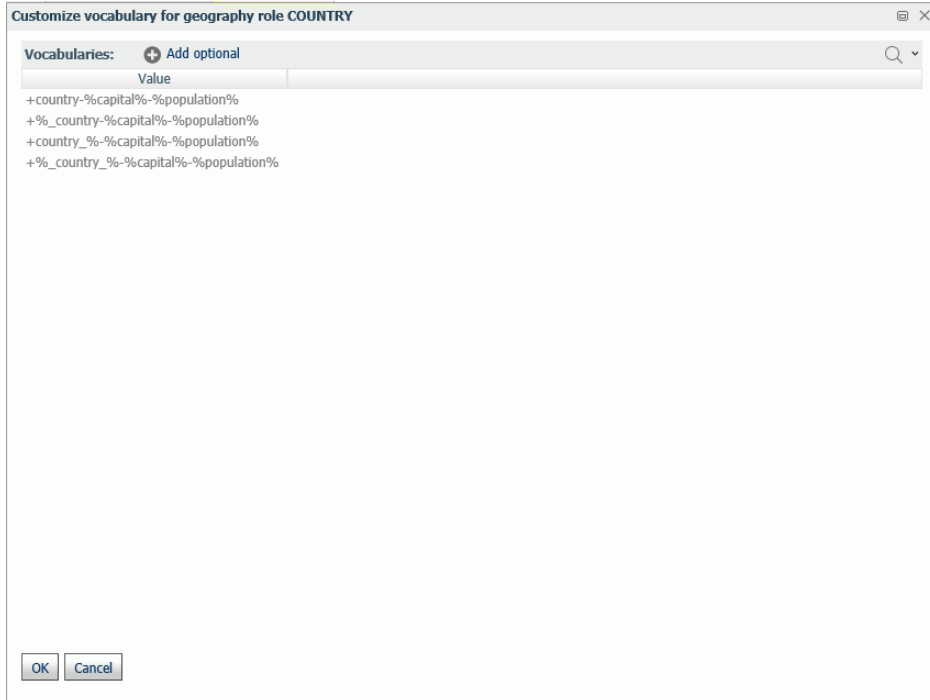 Customize vocabulary for geography role COUNTRY
Vocabularies: Add optional
Value
+country-%capital%-%population%
+%_country-%capital%-%population%
+country_%-%capital%-%population%
+%_country_%-%capital%-%population%
OK Cancel